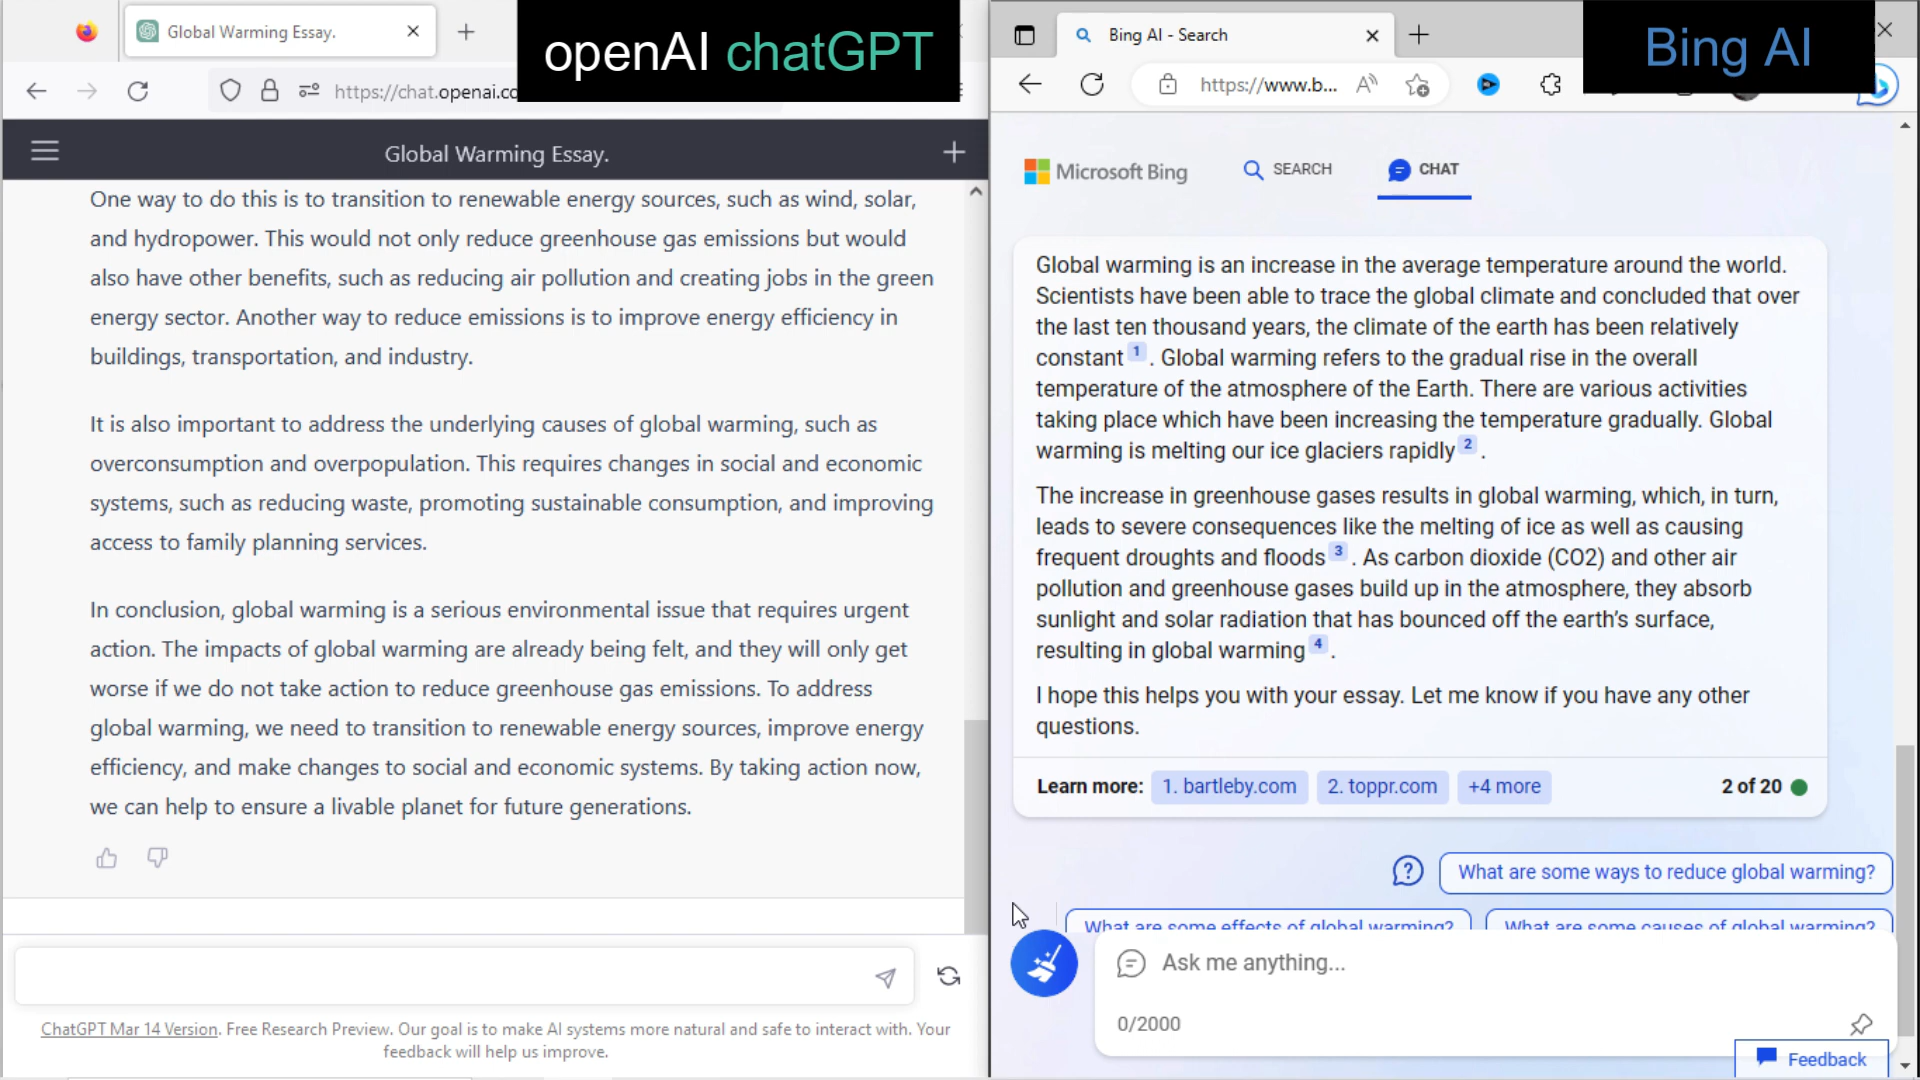 Global Warming Essay.
openAI chatGPT
https://chat.openai.co
Global Warming Essay.
One way to do this is to transition to renewable energy sources, such as wind, solar,
and hydropower. This would not only reduce greenhouse gas emissions but would
also have other benefits, such as reducing air pollution and creating jobs in the green
energy sector. Another way to reduce emissions is to improve energy efficiency in
buildings, transportation, and industry.
It is also important to address the underlying causes of global warming, such as
overconsumption and overpopulation. This requires changes in social and economic
systems, such as reducing waste, promoting sustainable consumption, and improving
access to family planning services.
In conclusion, global warming is a serious environmental issue that requires urgent
action. The impacts of global warming are already being felt, and they will only get
worse if we do not take action to reduce greenhouse gas emissions. To address
global warming, we need to transition to renewable energy sources, improve energy
efficiency, and make changes to social and economic systems. By taking action now,
we can help to ensure a livable planet for future generations.
ChatGPT Mar 14 Version. Free Research Preview. Our goal is to make AI systems more natural and safe to interact with. Your
feedback will help us improve.
Bing AI - Search
Bing AI
https://www.b...
Microsoft Bing
SEARCH
CHAT
Global warming is an increase in the average temperature around the world.
Scientists have been able to trace the global climate and concluded that over
the last ten thousand years, the climate of the earth has been relatively
constant 1 . Global warming refers to the gradual rise in the overall
temperature of the atmosphere of the Earth. There are various activities
taking place which have been increasing the temperature gradually. Global
warming is melting our ice glaciers rapidly 2 .
The increase in greenhouse gases results in global warming, which, in turn,
leads to severe consequences like the melting of ice as well as causing
frequent droughts and floods 3 . As carbon dioxide (CO2) and other air
pollution and greenhouse gases build up in the atmosphere, they absorb
sunlight and solar radiation that has bounced off the earth's surface,
resulting in global warming 4 .
I hope this helps you with your essay. Let me know if you have any other
questions.
Learn more: 1. bartleby.com 2. toppr.com +4 more 2 of 20
What are some ways to reduce global warming?
What are some effects of global warming? What are some causes of global warming?
Ask me anything...
0/2000
Feedback